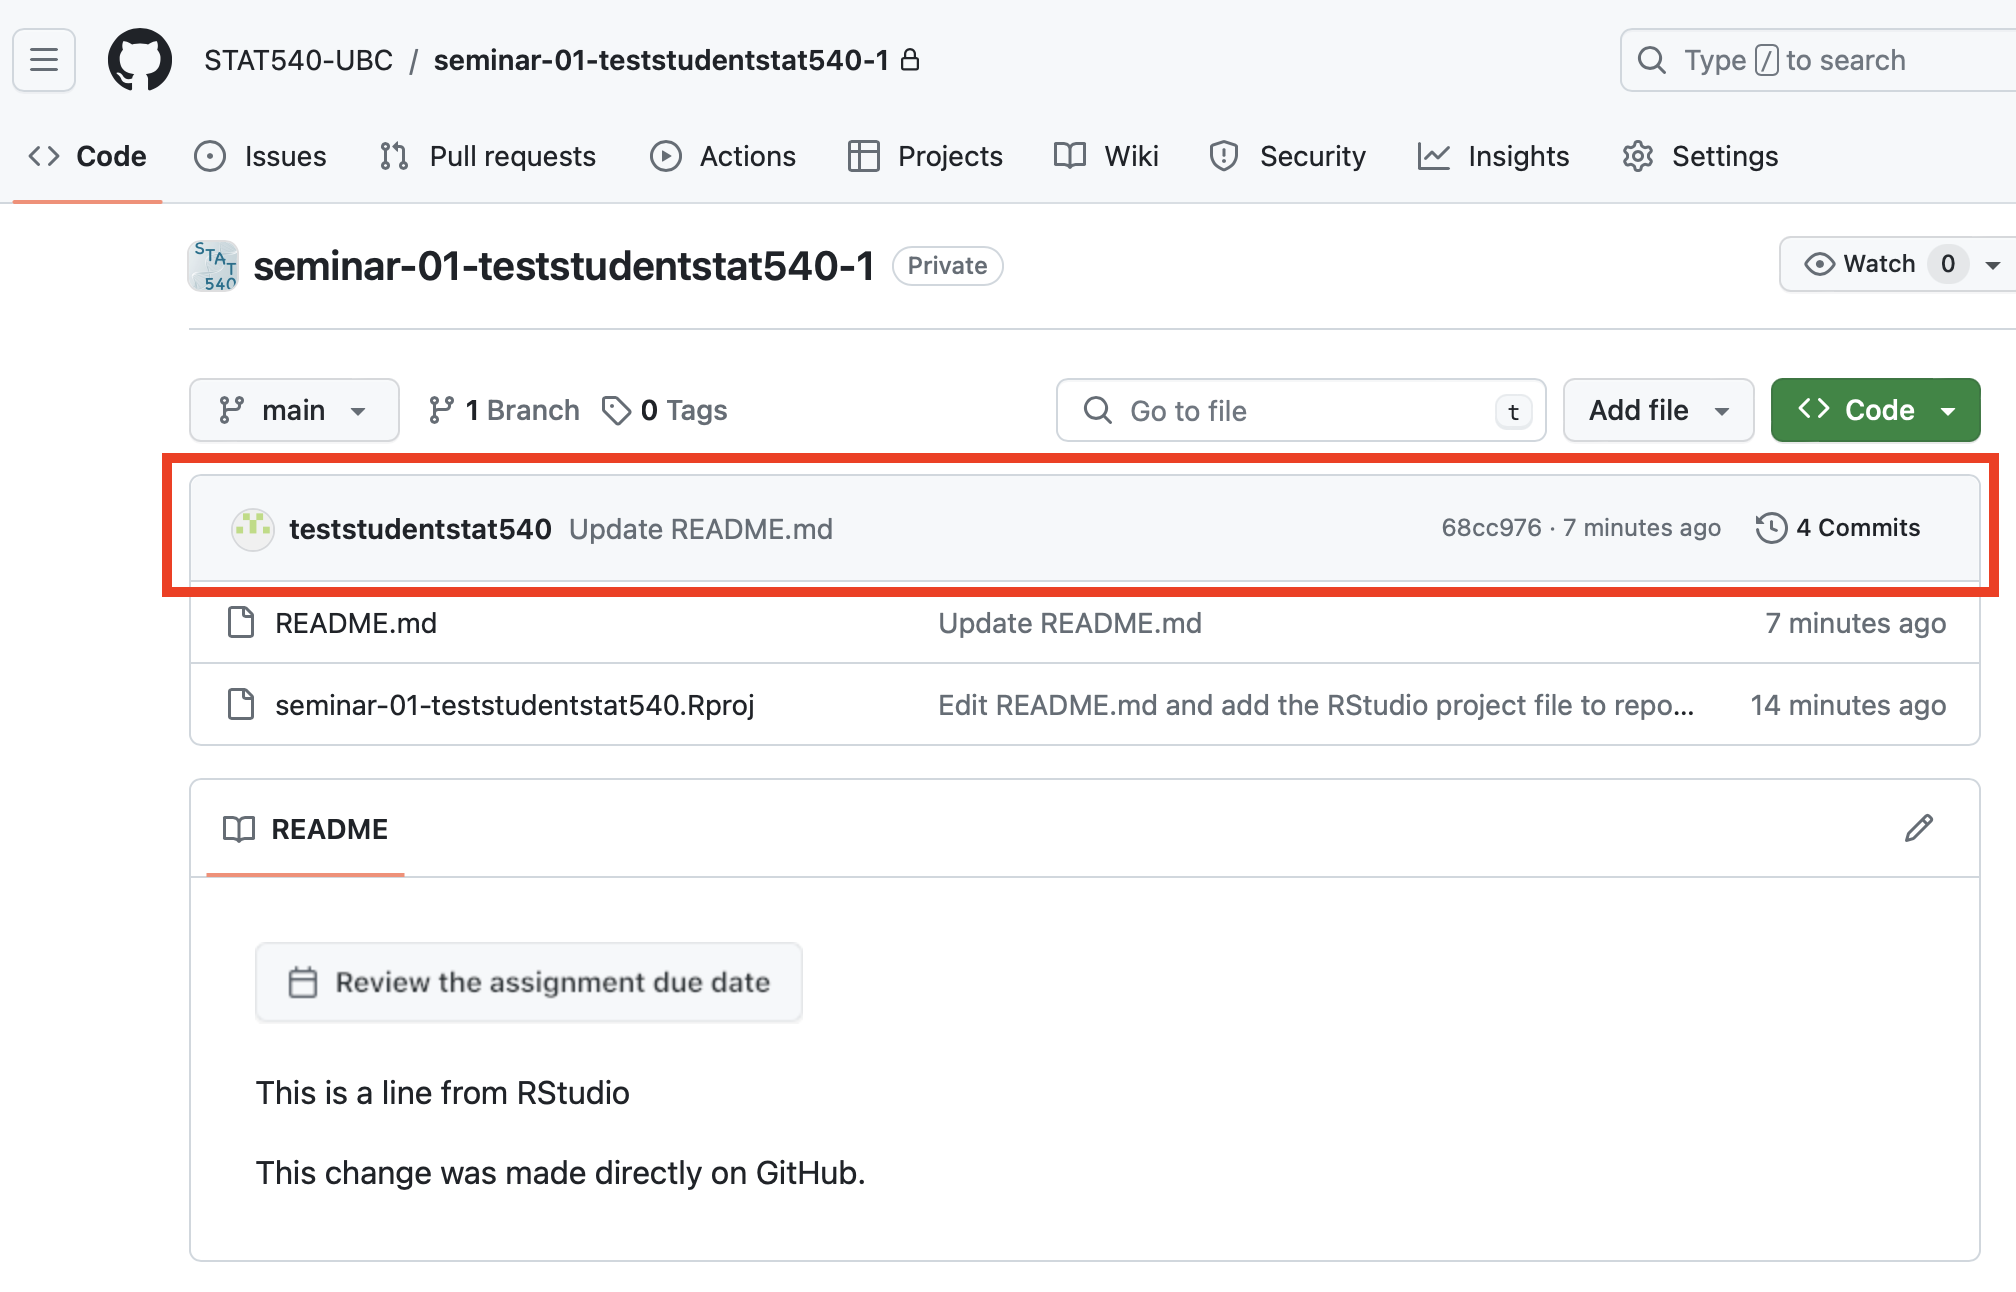 STAT540-UBC / seminar-01-teststudentstat540-1
Type / to search
Code Issues Pull requests Actions Projects Wiki Security Insights Settings
STAT 540
seminar-01-teststudentstat540-1 Private
Watch 0
main 1 Branch 0 Tags
Go to file t
Add file
Code
teststudentstat540 Update README.md 68cc976 · 7 minutes ago 4 Commits
README.md Update README.md 7 minutes ago
seminar-01-teststudentstat540.Rproj Edit README.md and add the RStudio project file to repo... 14 minutes ago
README
Review the assignment due date
This is a line from RStudio
This change was made directly on GitHub.